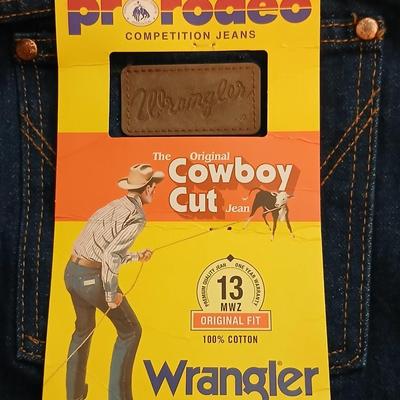 prorodeo
COMPETITION JEANS
Wrangler
The Original
Cowboy
Cut Jean
PREMIUM QUALITY JEAN ONE YEAR WARRANTY
13
MWZ
ORIGINAL FIT
100% COTTON
Wrangler